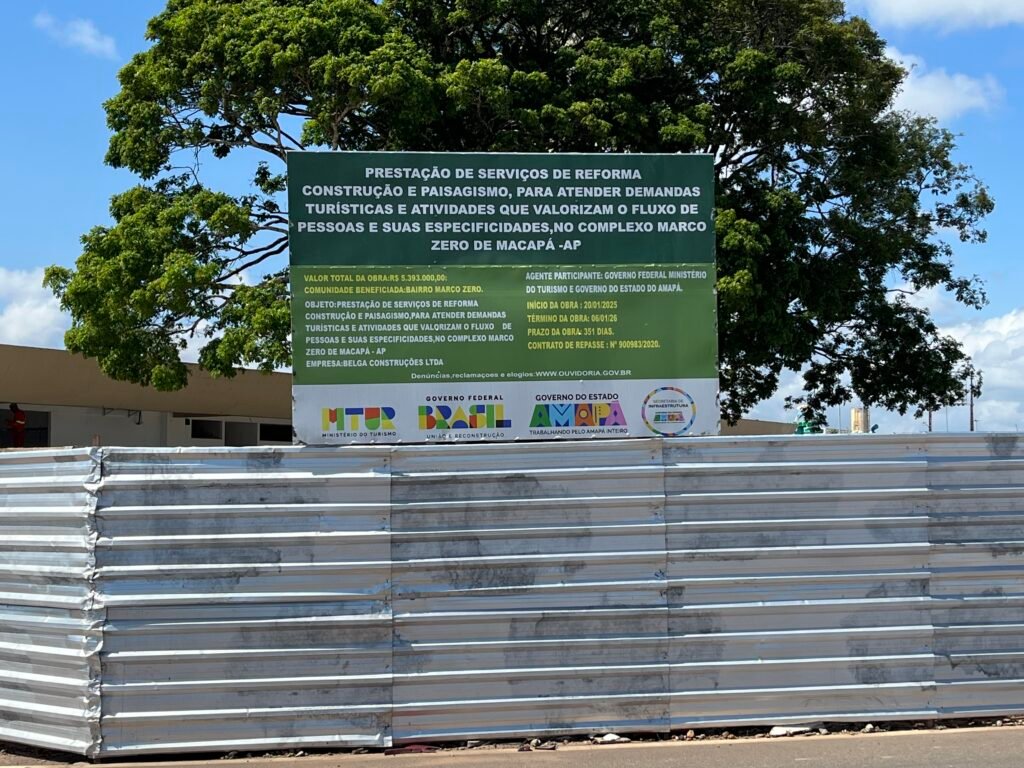 PRESTAÇÃO DE SERVIÇOS DE REFORMA
CONSTRUÇÃO E PAISAGISMO, PARA ATENDER DEMANDAS
TURÍSTICAS E ATIVIDADES QUE VALORIZAM O FLUXO DE
PESSOAS E SUAS ESPECIFICIDADES,NO COMPLEXO MARCO
ZERO DE MACAPÁ -AP
VALOR TOTAL DA OBRA:R$ 5.393.000,00:
COMUNIDADE BENEFICIADA:BAIRRO MARCO ZERO.
OBJETO:PRESTAÇÃO DE SERVIÇOS DE REFORMA
CONSTRUÇÃO E PAISAGISMO,PARA ATENDER DEMANDAS
TURÍSTICAS E ATIVIDADES QUE VALORIZAM O FLUXO DE
PESSOAS E SUAS ESPECIFICIDADES,NO COMPLEXO MARCO
ZERO DE MACAPÁ - AP
EMPRESA:BELGA CONSTRUÇÕES LTDA
AGENTE PARTICIPANTE: GOVERNO FEDERAL MINISTÉRIO
DO TURISMO E GOVERNO DO ESTADO DO AMAPÁ.
INÍCIO DA OBRA : 20/01/2025
TÉRMINO DA OBRA: 06/01/26
PRAZO DA OBRA: 351 DIAS.
CONTRATO DE REPASSE : Nº 900983/2020.
Denúncias,reclamaçoes e elogios:WWW.OUVIDORIA.GOV.BR
MTUR
MINISTÉRIO DO TURISMO
GOVERNO FEDERAL
BRASIL
UNIÃO E RECONSTRUÇÃO
GOVERNO DO ESTADO
AMAPÁ
TRABALHANDO PELO AMAPÁ INTEIRO
SECRETARIA DE
INFRAESTRUTURA